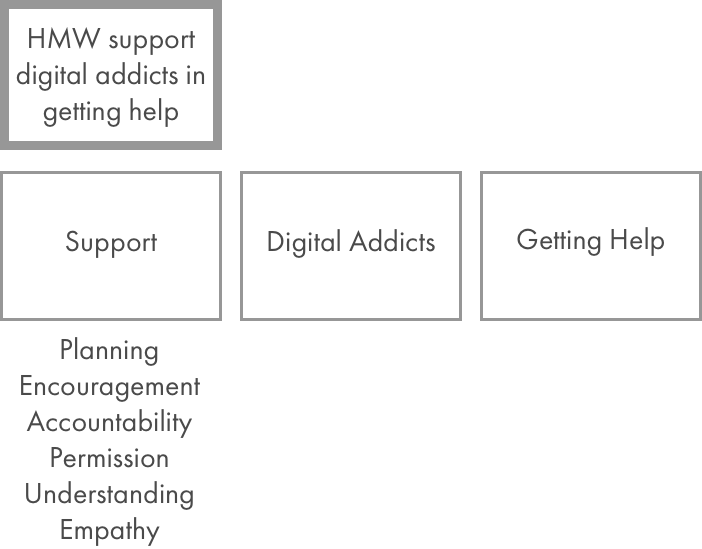 HMW support
digital addicts in
getting help
Support
Digital Addicts
Getting Help
Planning
Encouragement
Accountability
Permission
Understanding
Empathy